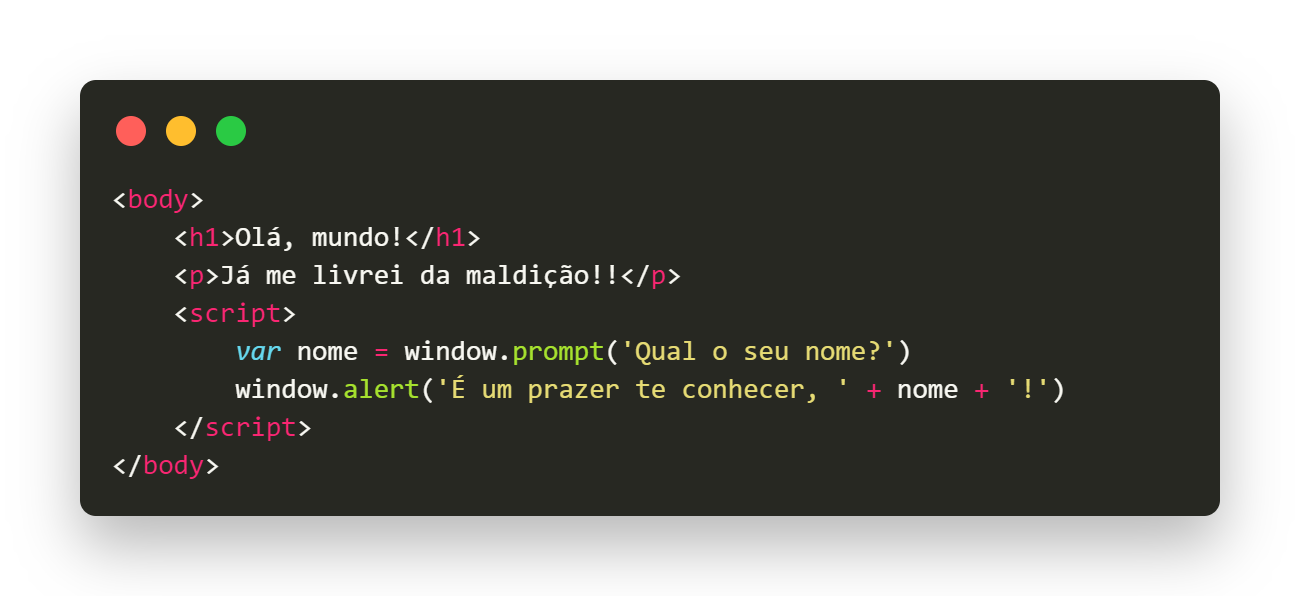 <body>
    <h1>Olá, mundo!</h1>
    <p>Já me livrei da maldição!!</p>
    <script>
        var nome = window.prompt('Qual o seu nome?')
        window.alert('É um prazer te conhecer, ' + nome + '!')
    </script>
</body>